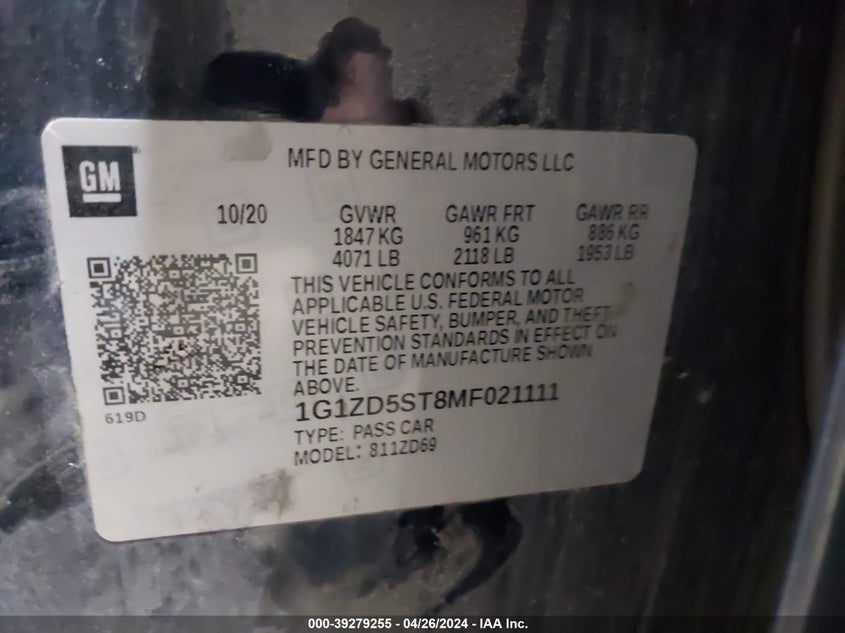 GM
MFD BY GENERAL MOTORS LLC
10/20 GVWR GAWR FRT GAWR RR
1847 KG 961 KG 886 KG
4071 LB 2118 LB 1953 LB
THIS VEHICLE CONFORMS TO ALL
APPLICABLE U.S. FEDERAL MOTOR
VEHICLE SAFETY, BUMPER, AND THEFT
PREVENTION STANDARDS IN EFFECT ON
THE DATE OF MANUFACTURE SHOWN
ABOVE.
619D
1G1ZD5ST8MF021111
TYPE: PASS CAR
MODEL: 811ZD69
000-39279255 - 04/26/2024 - IAA Inc.